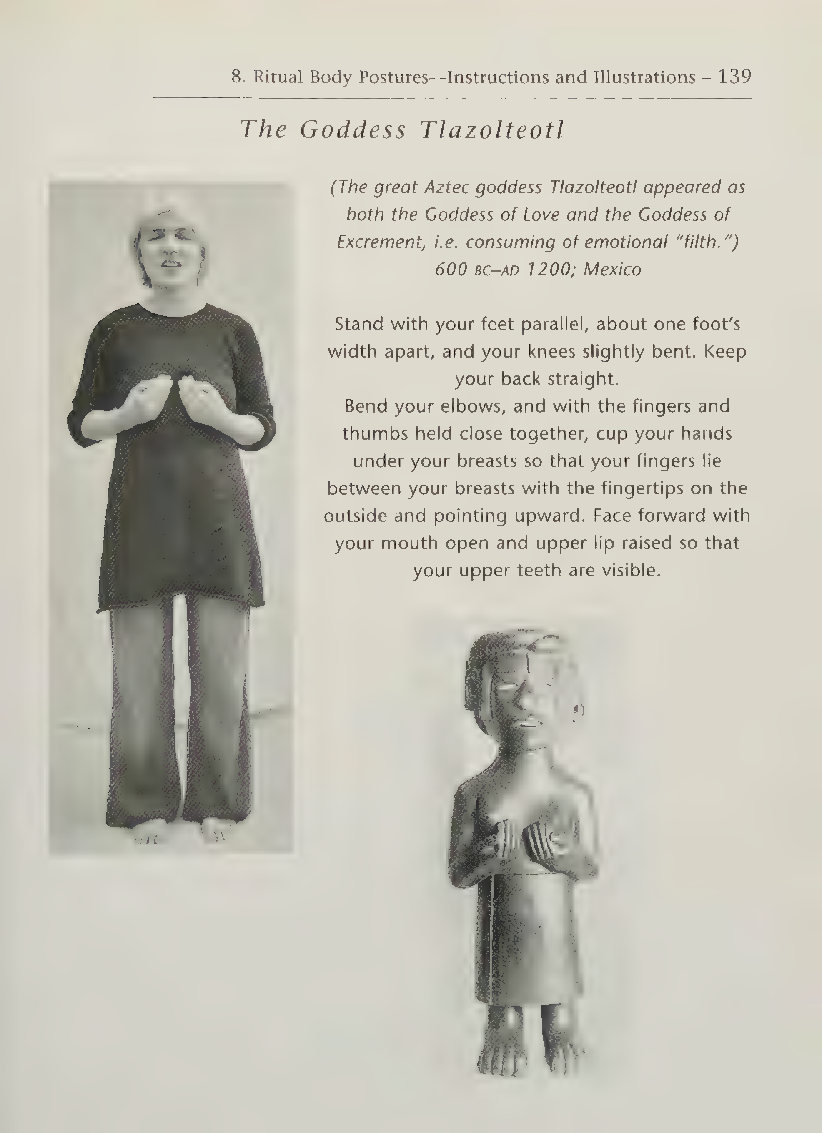 8. Ritual Body Postures--Instructions and Illustrations – 139
The Goddess Tlazolteotl
(The great Aztec goddess Tlazolteotl appeared as
both the Goddess of Love and the Goddess of
Excrement, i.e. consuming of emotional "filth.")
600 BC–AD 1200; Mexico
Stand with your feet parallel, about one foot's
width apart, and your knees slightly bent. Keep
your back straight.
Bend your elbows, and with the fingers and
thumbs held close together, cup your hands
under your breasts so that your fingers lie
between your breasts with the fingertips on the
outside and pointing upward. Face forward with
your mouth open and upper lip raised so that
your upper teeth are visible.